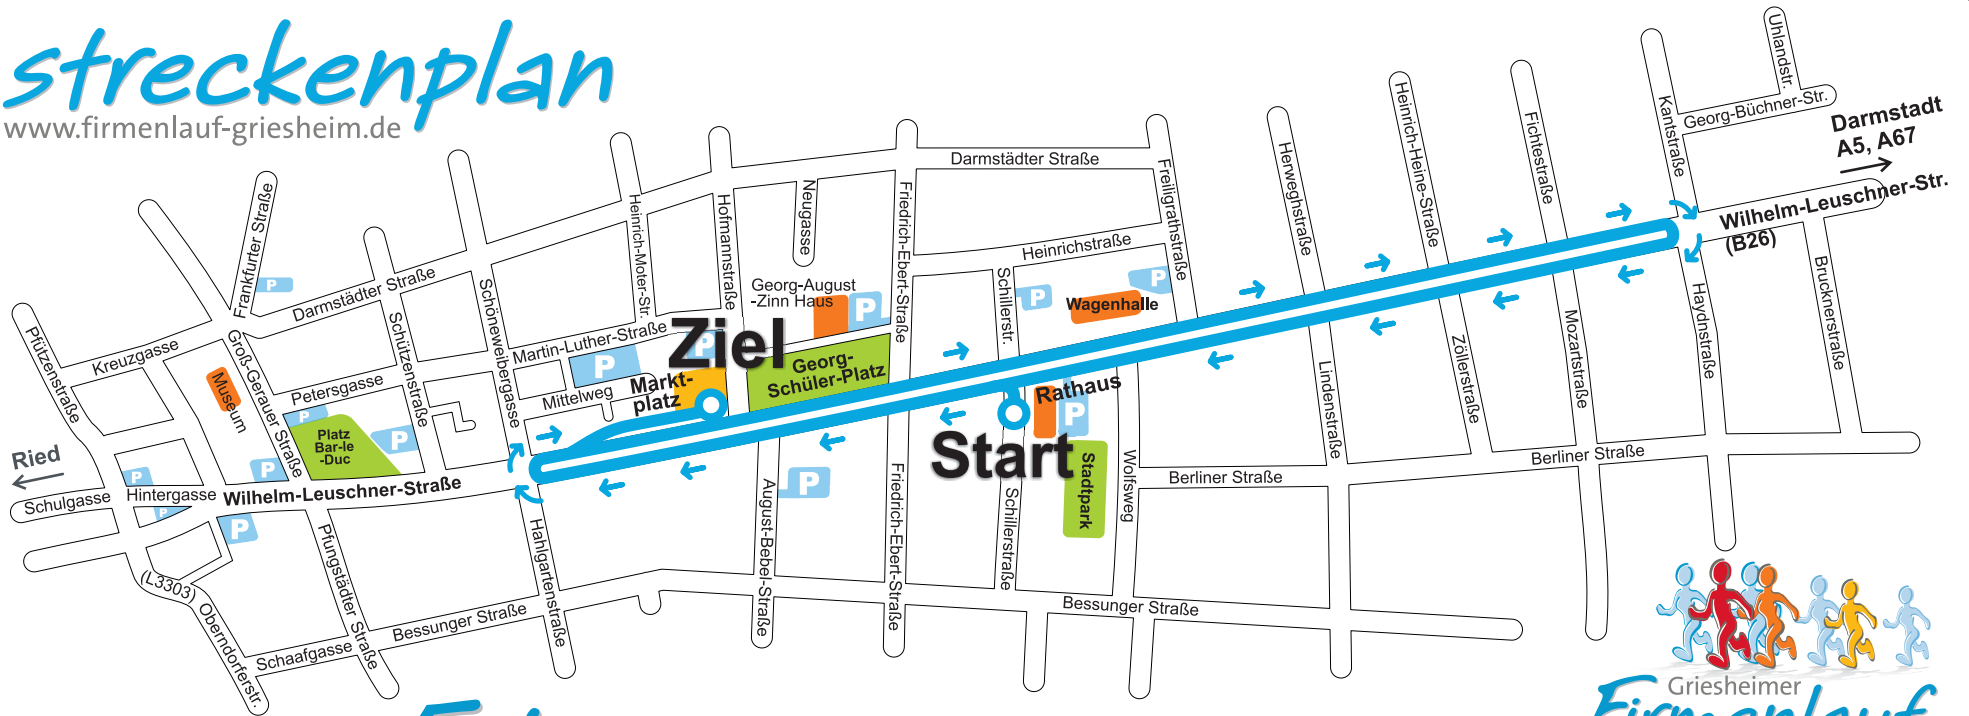 streckenplan
www.firmenlauf-griesheim.de
Uhlandstr.
Georg-Büchner-Str.
Kantstraße
Darmstadt
A5, A67
Wilhelm-Leuschner-Str.
(B26)
Brucknerstraße
Haydnstraße
Fichtestraße
Mozartstraße
Heinrich-Heine-Straße
Zöllerstraße
Herweghstraße
Lindenstraße
Freiligrathstraße
Darmstädter Straße
Heinrichstraße
Schillerstr.
P
P
Wagenhalle
Friedrich-Ebert-Straße
Neugasse
Hofmannstraße
Heinrich-Moter-Str.
Georg-August
-Zinn Haus
P
Ziel
P
Georg-
Schüler-Platz
Martin-Luther-Straße
P
Markt-
platz
Mittelweg
Schöneweibergasse
Schützenstraße
Darmstädter Straße
Frankfurter Straße
P
Groß-Gerauer Straße
Kreuzgasse
Pfützenstraße
Museum
Petersgasse
P
Platz
Bar-le
-Duc
P
P
P
P
P
Ried
Schulgasse
Hintergasse
Wilhelm-Leuschner-Straße
(L3303)
Oberndorferstr.
Schaafgasse
Pfungstädter Straße
Bessunger Straße
Hahlgartenstraße
August-Bebel-Straße
P
Friedrich-Ebert-Straße
Start
Rathaus
P
Stadtpark
Schillerstraße
Wolfsweg
Berliner Straße
Berliner Straße
Bessunger Straße
Griesheimer
Firmenlauf